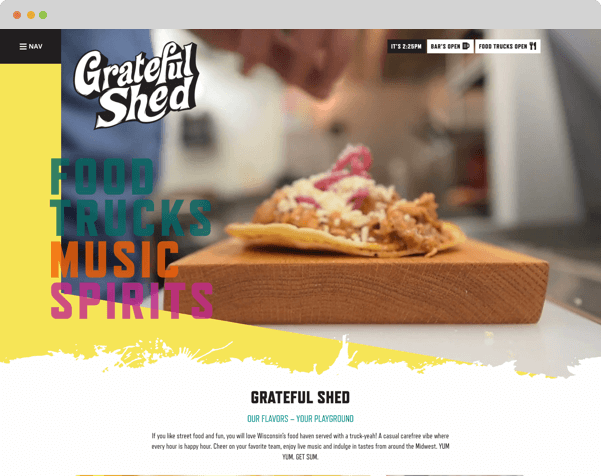 NAV
Grateful
Shed
IT'S 2:25PM
BAR'S OPEN
FOOD TRUCKS OPEN
FOOD
TRUCKS
MUSIC
SPIRITS
GRATEFUL SHED
OUR FLAVORS – YOUR PLAYGROUND
If you like street food and fun, you will love Wisconsin's food haven served with a truck-yeah! A casual carefree vibe where
every hour is happy hour. Cheer on your favorite team, enjoy live music and indulge in tastes from around the Midwest. YUM
YUM. GET SUM.